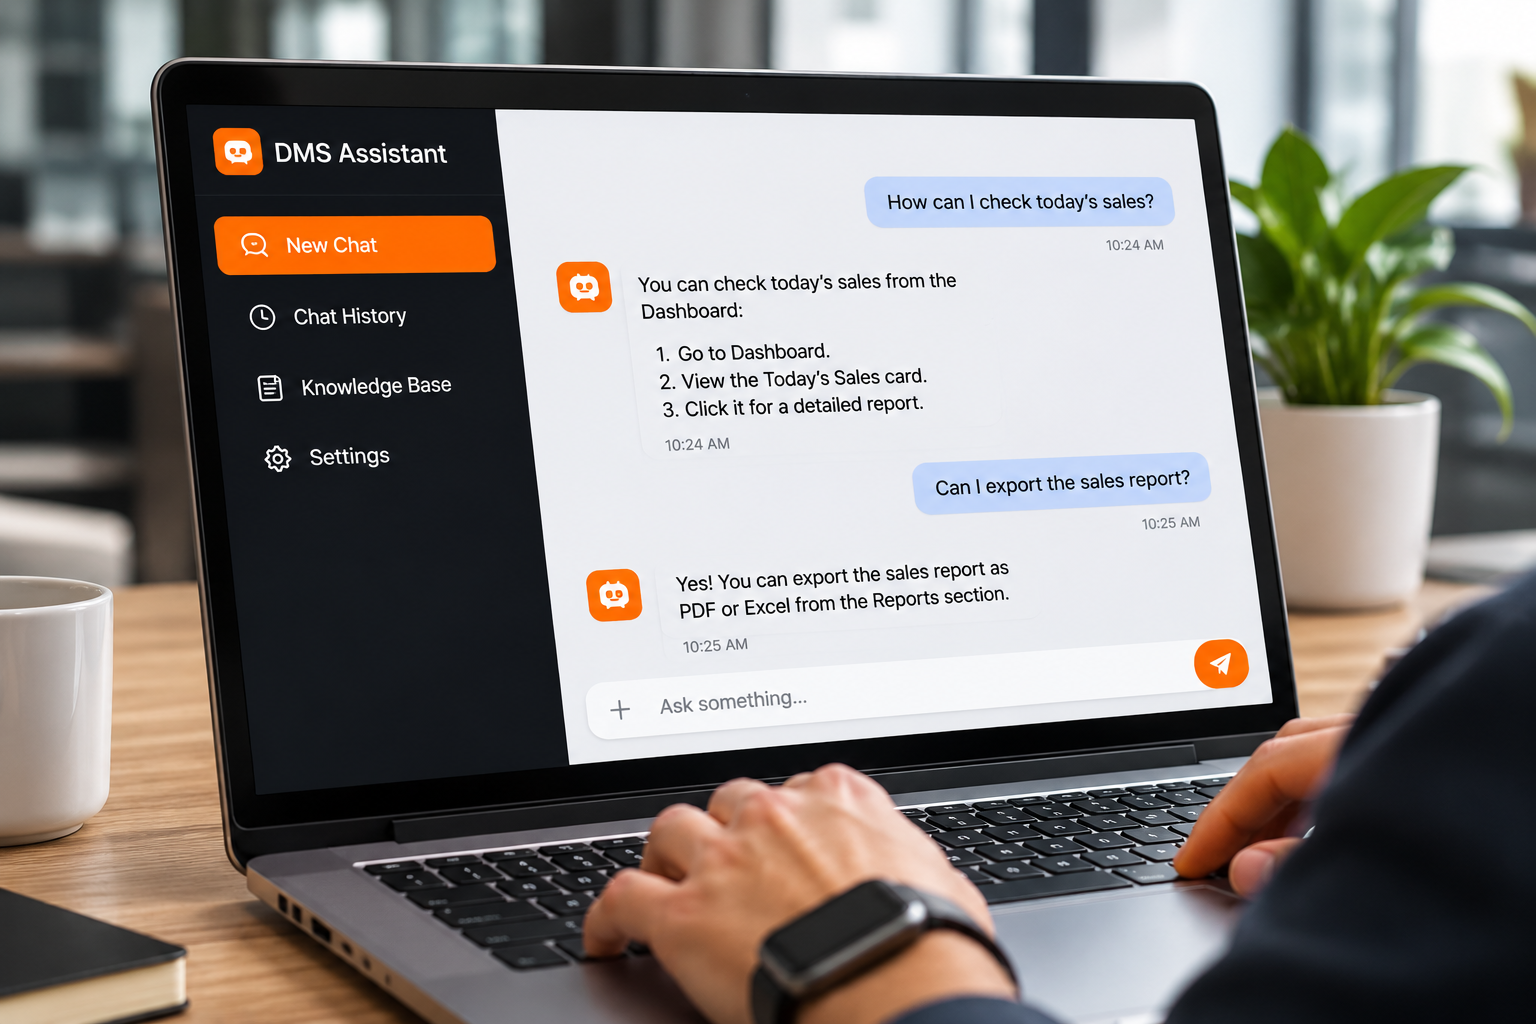 DMS Assistant
New Chat
Chat History
Knowledge Base
Settings
How can I check today's sales?
10:24 AM
You can check today's sales from the
Dashboard:
1. Go to Dashboard.
2. View the Today's Sales card.
3. Click it for a detailed report.
10:24 AM
Can I export the sales report?
10:25 AM
Yes! You can export the sales report as
PDF or Excel from the Reports section.
10:25 AM
Ask something...